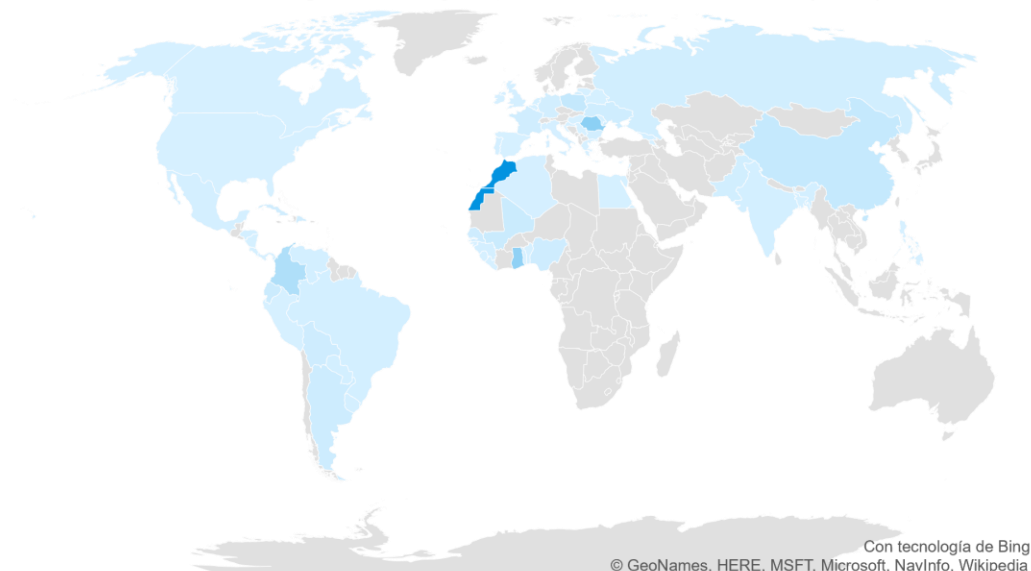 Con tecnología de Bing
© GeoNames, HERE, MSFT, Microsoft, NavInfo, Wikipedia